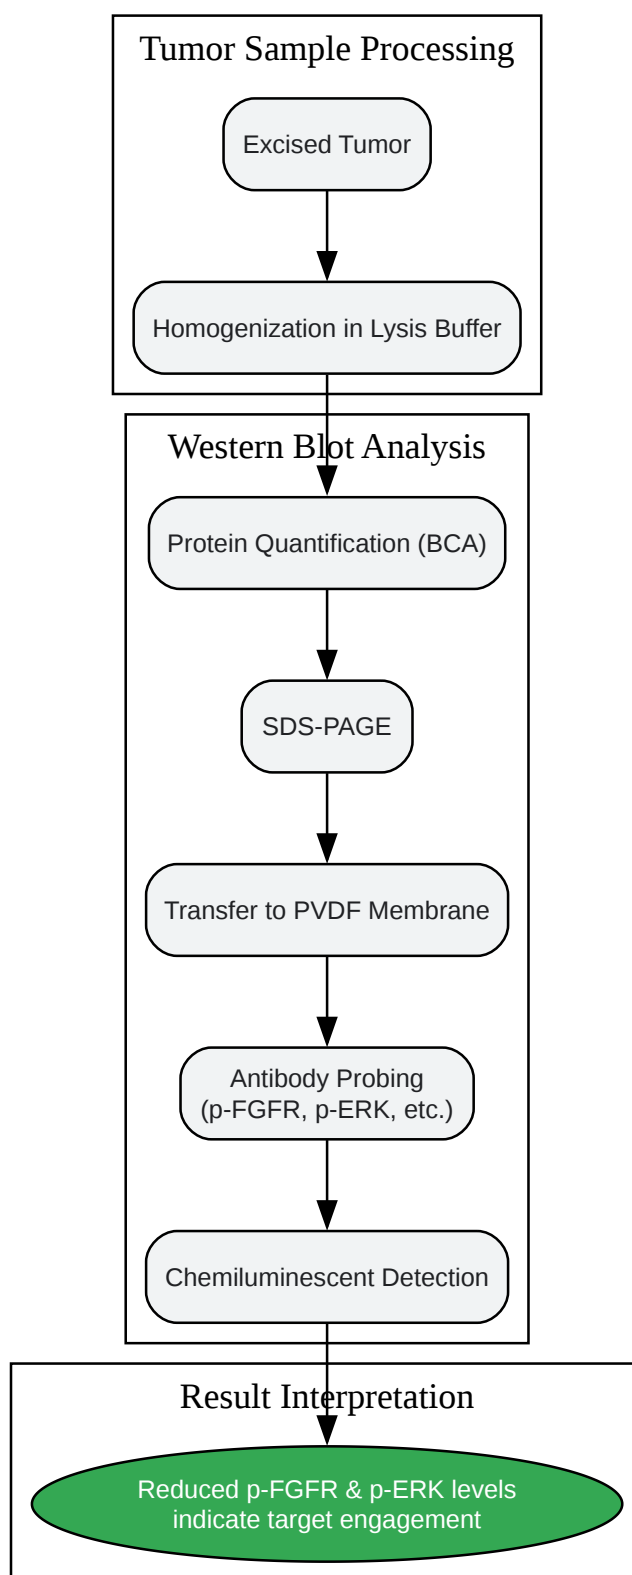 Tumor Sample Processing
Excised Tumor
Homogenization in Lysis Buffer
Western Blot Analysis
Protein Quantification (BCA)
SDS-PAGE
Transfer to PVDF Membrane
Antibody Probing
(p-FGFR, p-ERK, etc.)
Chemiluminescent Detection
Result Interpretation
Reduced p-FGFR & p-ERK levels
indicate target engagement